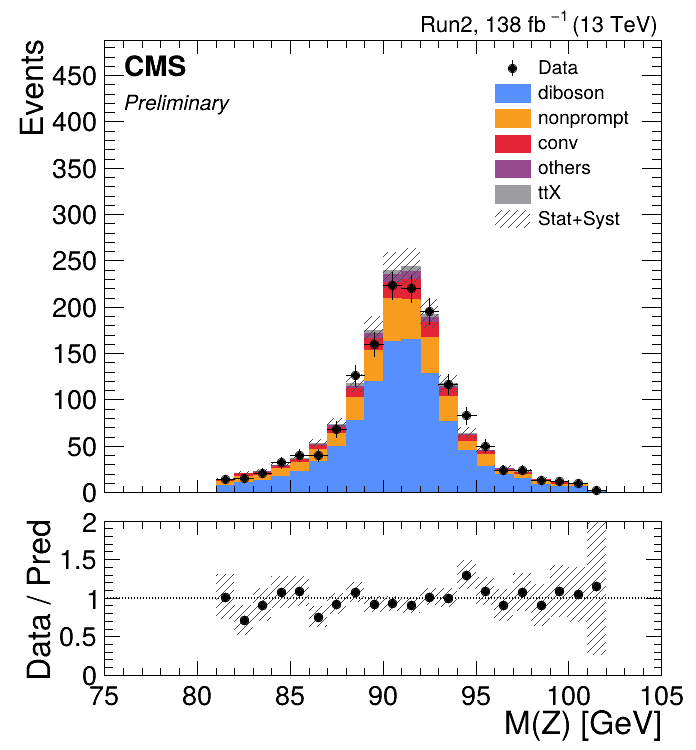 Run2, 138 fb⁻¹ (13 TeV)
CMS
Preliminary
Events
450
400
350
300
250
200
150
100
50
0
Data
diboson
nonprompt
conv
others
ttX
Stat+Syst
Data / Pred
2
1.5
1
0.5
0
75 80 85 90 95 100 105
M(Z) [GeV]